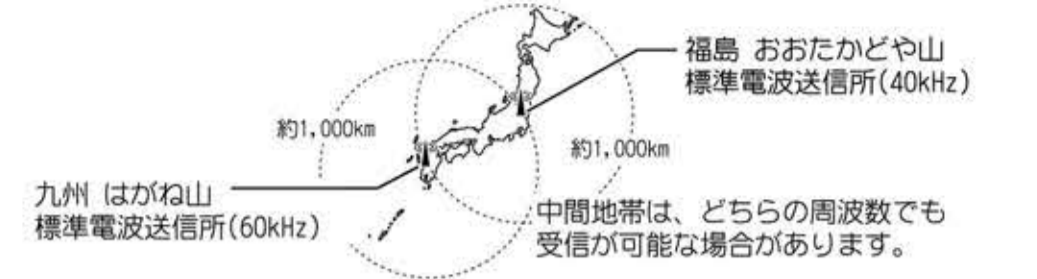 福島 おおたかどや山
標準電波送信所(40kHz)
約1,000km
約1,000km
九州 はがね山
標準電波送信所(60kHz)
中間地帯は、どちらの周波数でも
受信が可能な場合があります。